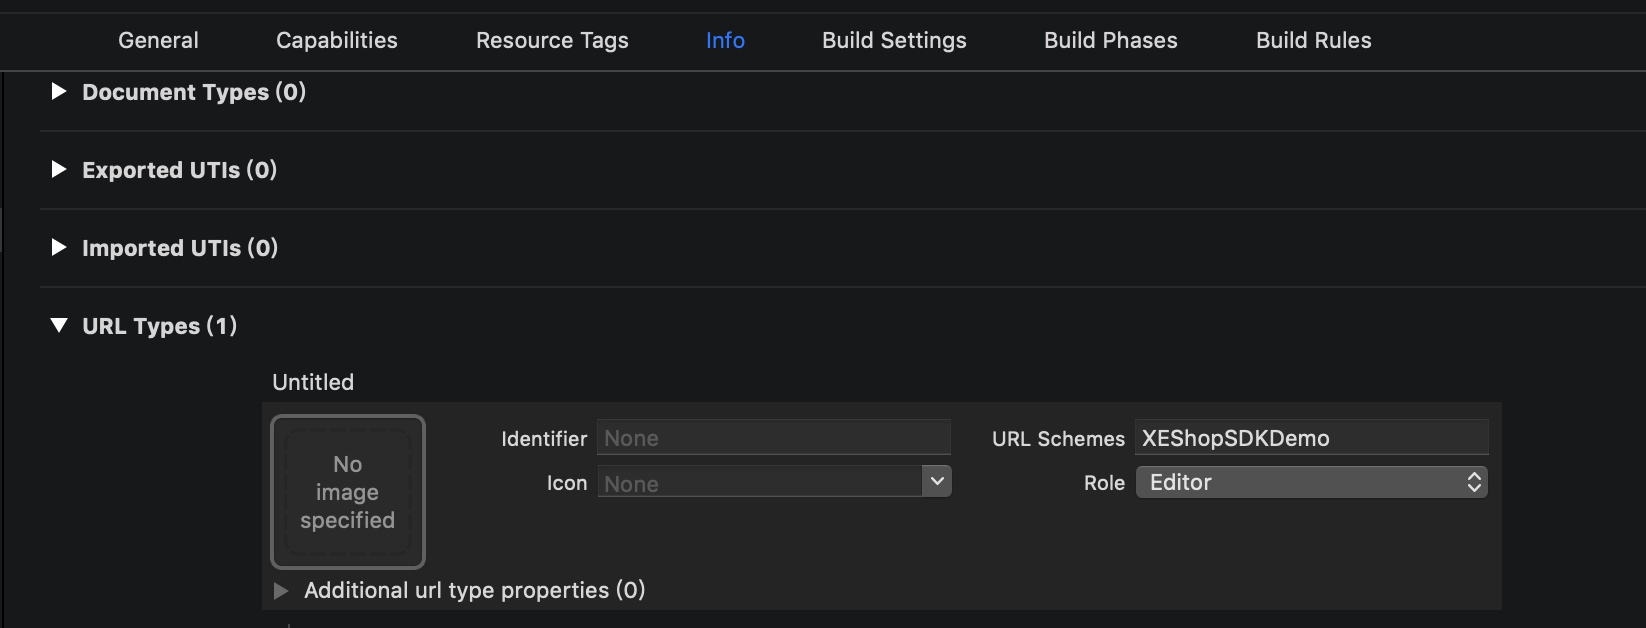 General Capabilities Resource Tags Info Build Settings Build Phases Build Rules
Document Types (0)
Exported UTIs (0)
Imported UTIs (0)
URL Types (1)
Untitled
No
image
specified
Identifier None
URL Schemes XEShopSDKDemo
Icon None
Role Editor
Additional url type properties (0)